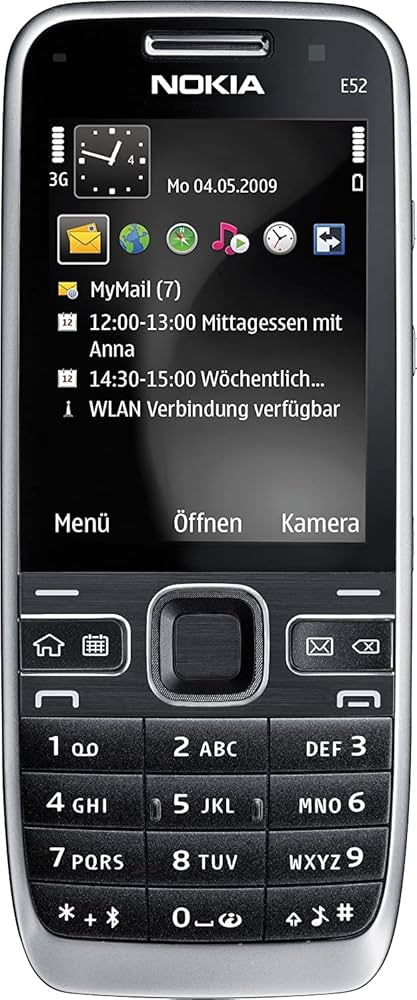 NOKIA
E52
3G
4
Mo 04.05.2009
MyMail (7)
12 12:00-13:00 Mittagessen mit
Anna
12 14:30-15:00 Wöchentlich...
WLAN Verbindung verfügbar
Menü Öffnen Kamera
1
2 ABC
DEF 3
4 GHI
5 JKL
MNO 6
7 PQRS
8 TUV
WXYZ 9
* +
0
#